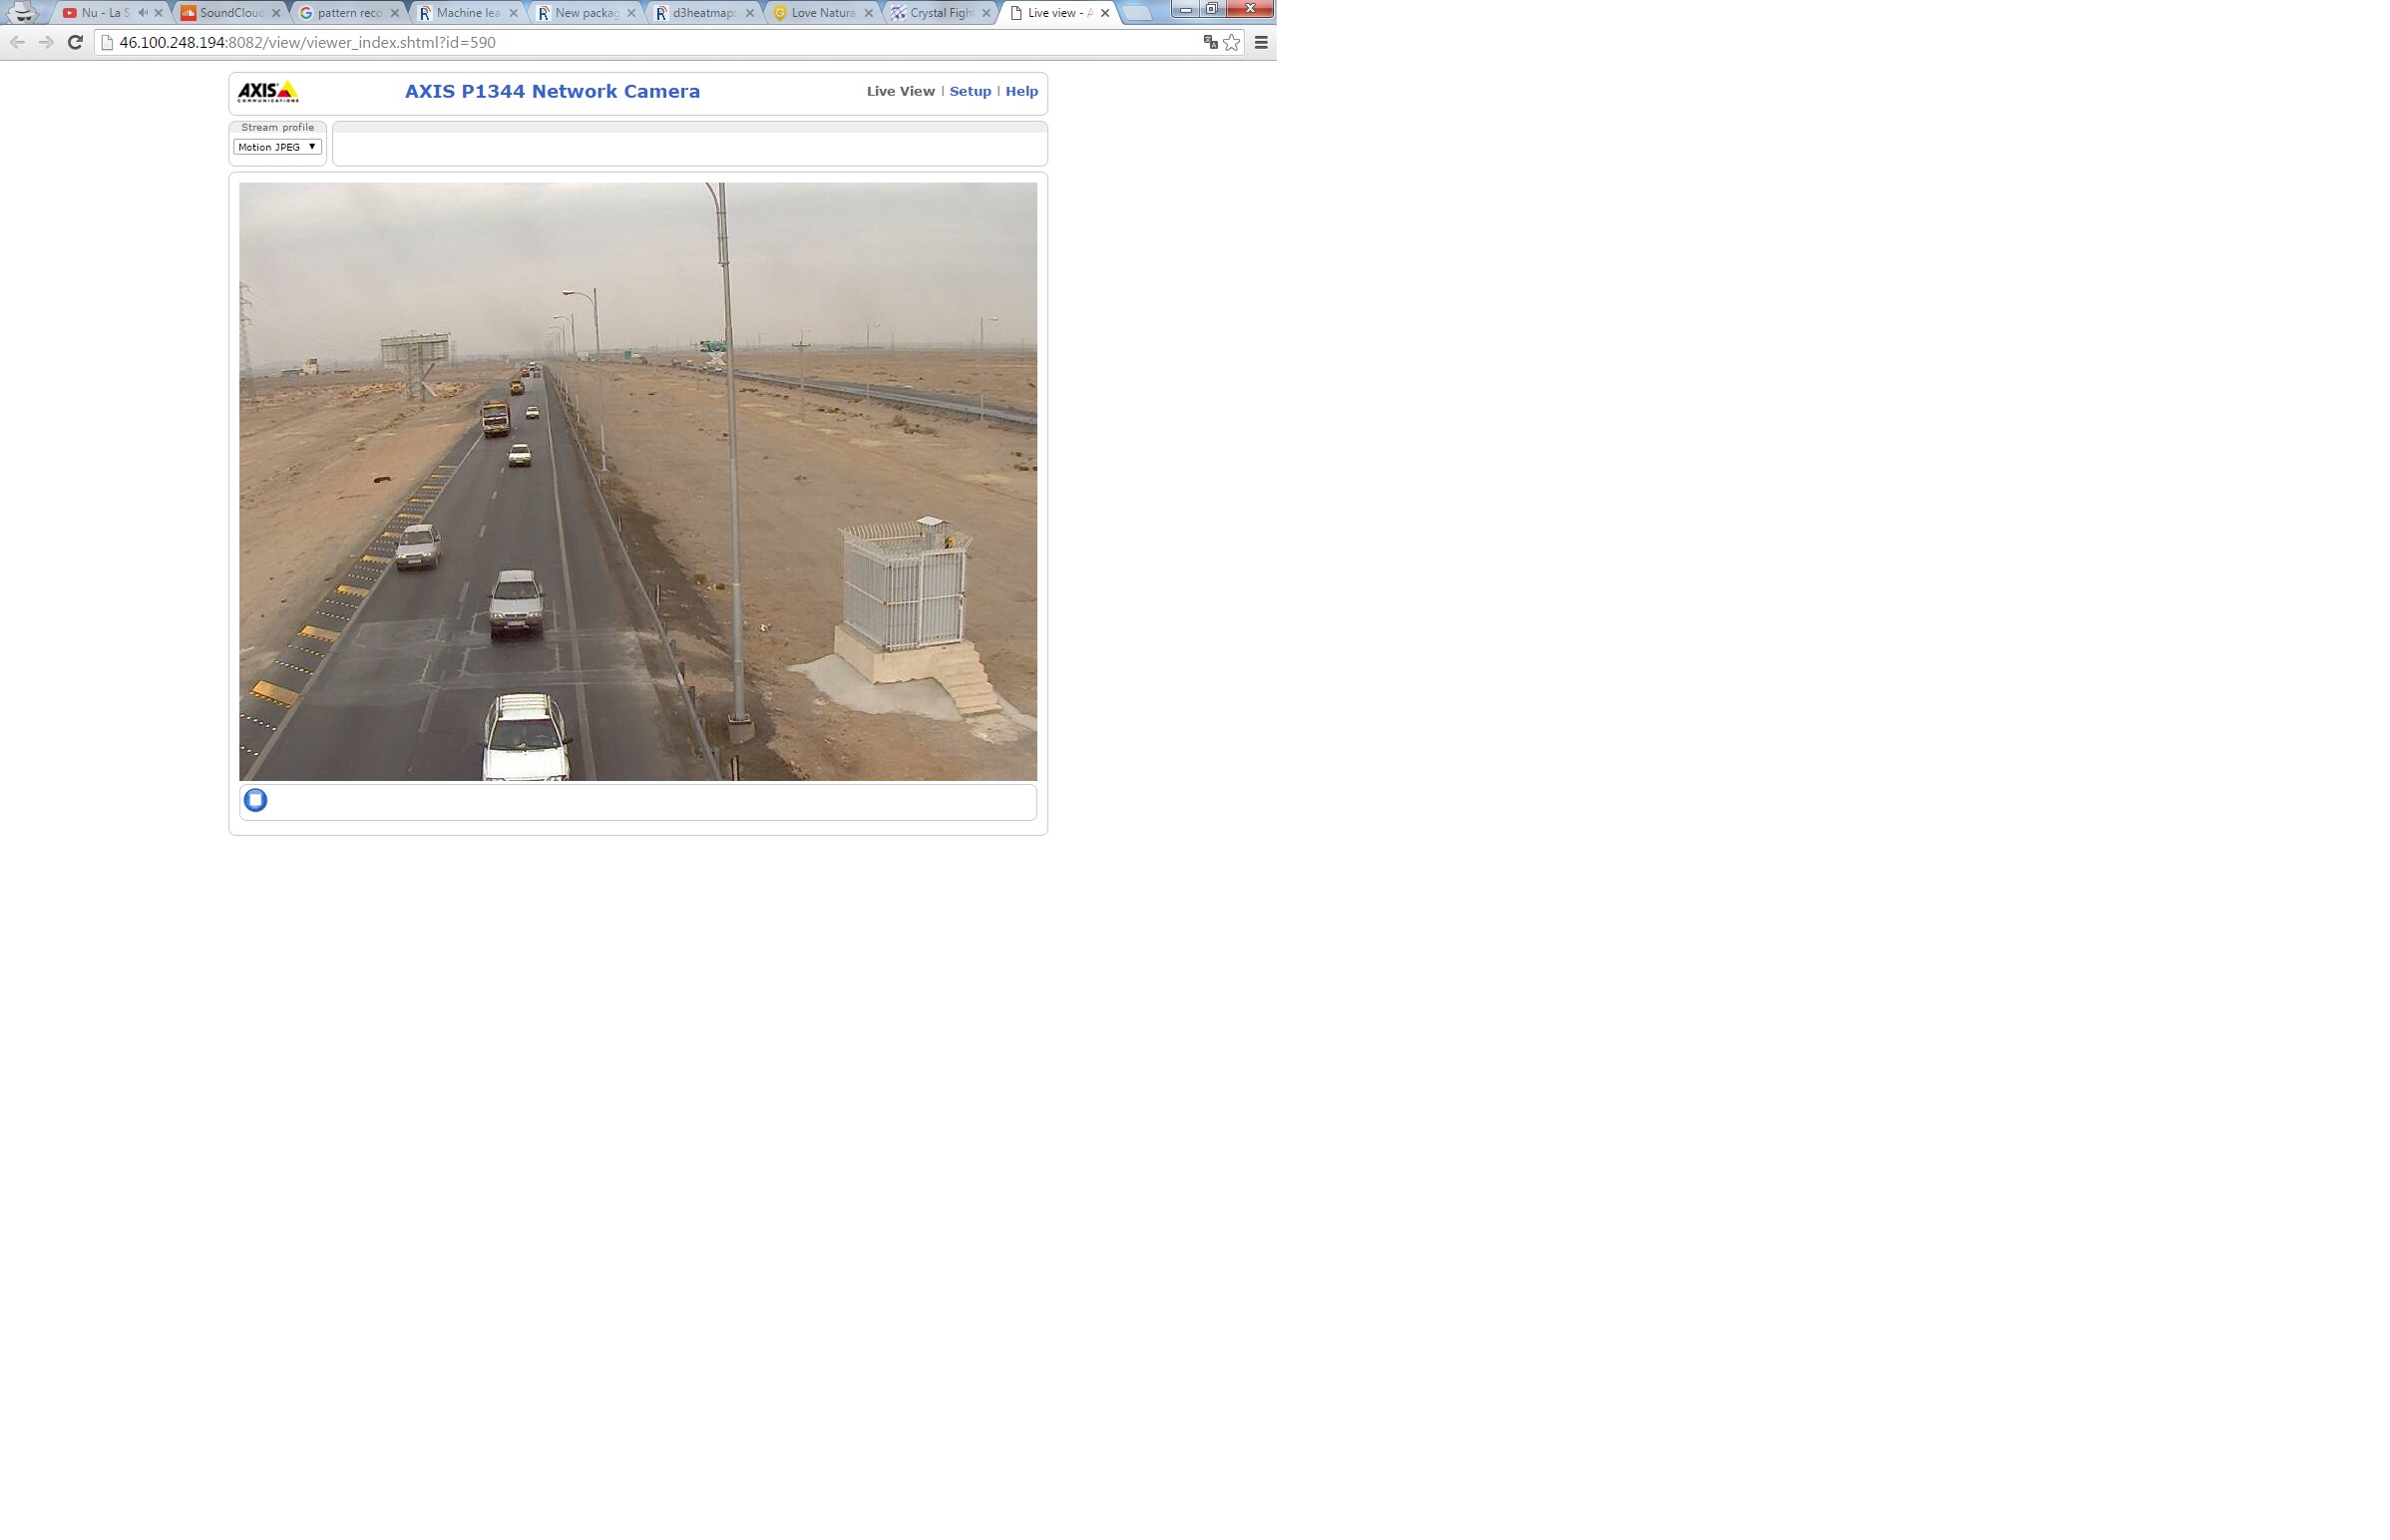 Nu - La S
SoundCloud
pattern reco
Machine lea
New packag
d3heatmap:
Love Natura
Crystal Figh
Live view - A
46.100.248.194:8082/view/viewer_index.shtml?id=590
AXIS
COMMUNICATIONS
AXIS P1344 Network Camera
Live View | Setup | Help
Stream profile
Motion JPEG